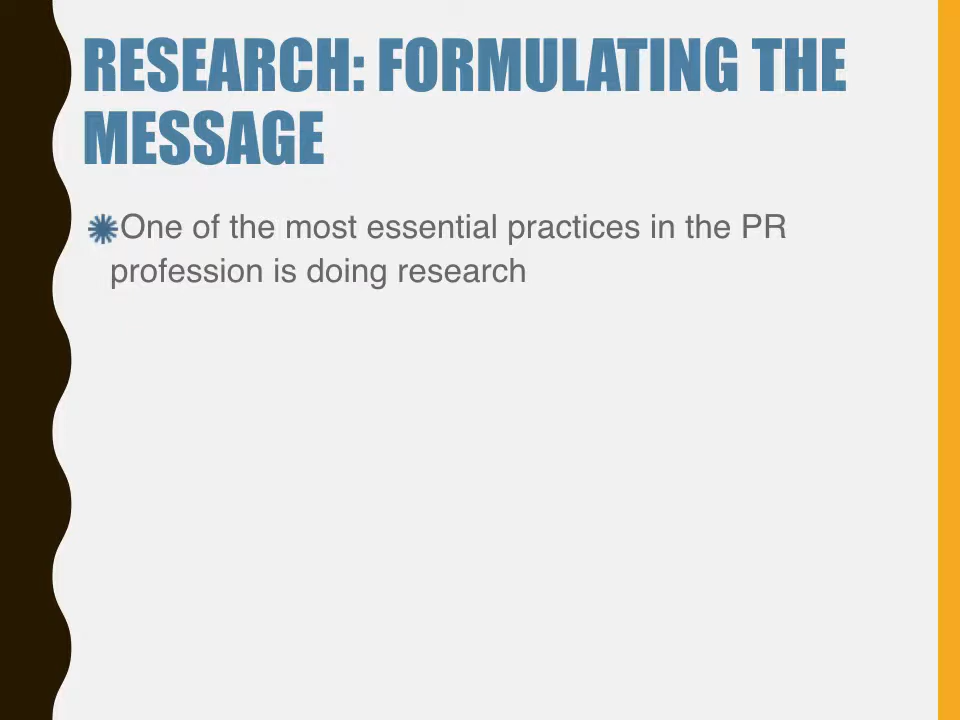 RESEARCH: FORMULATING THE
MESSAGE
One of the most essential practices in the PR
profession is doing research